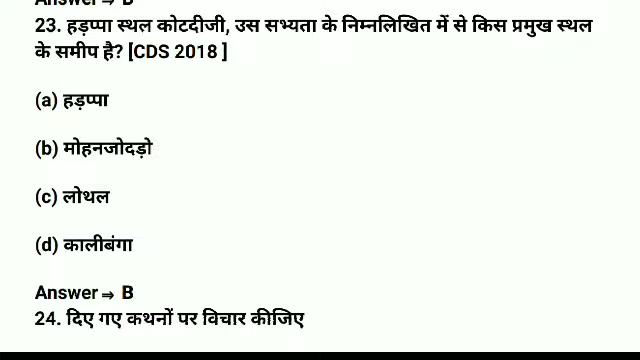 Answer → B
23. हड़प्पा स्थल कोटदीजी, उस सभ्यता के निम्नलिखित में से किस प्रमुख स्थल
के समीप है? [CDS 2018 ]
(a) हड़प्पा
(b) मोहनजोदड़ो
(c) लोथल
(d) कालीबंगा
Answer → B
24. दिए गए कथनों पर विचार कीजिए